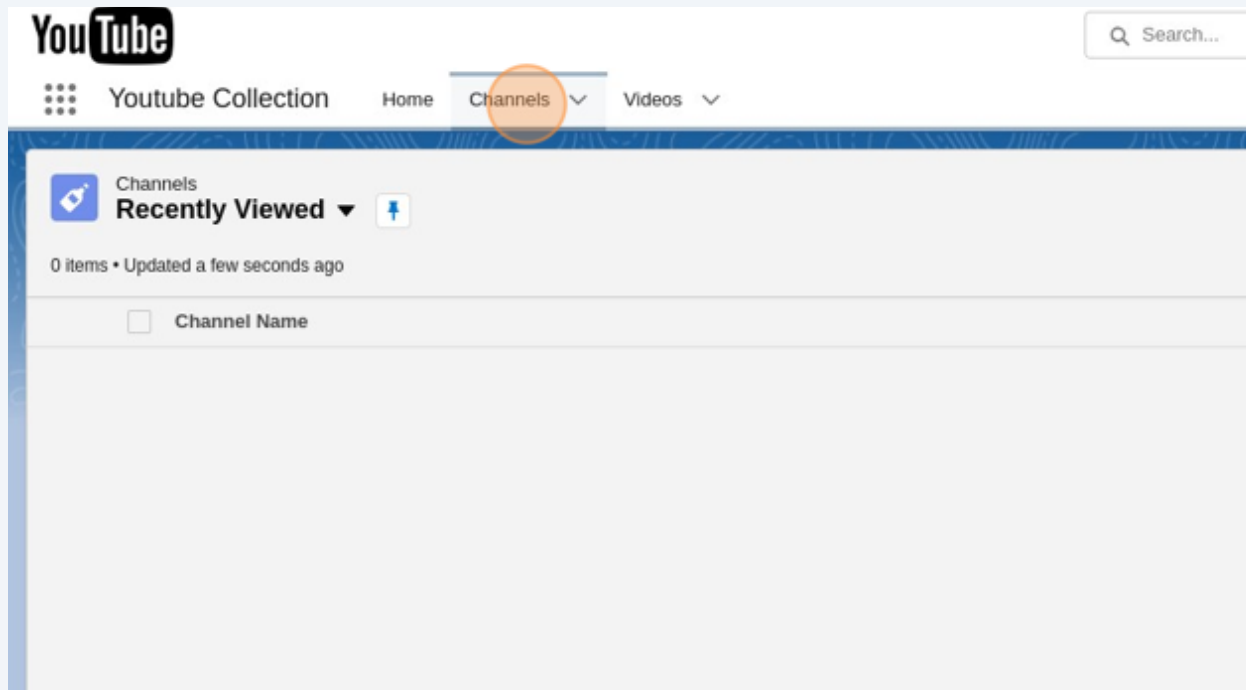 YouTube
Search...
Youtube Collection Home Channels Videos
Channels
Recently Viewed
0 items • Updated a few seconds ago
Channel Name